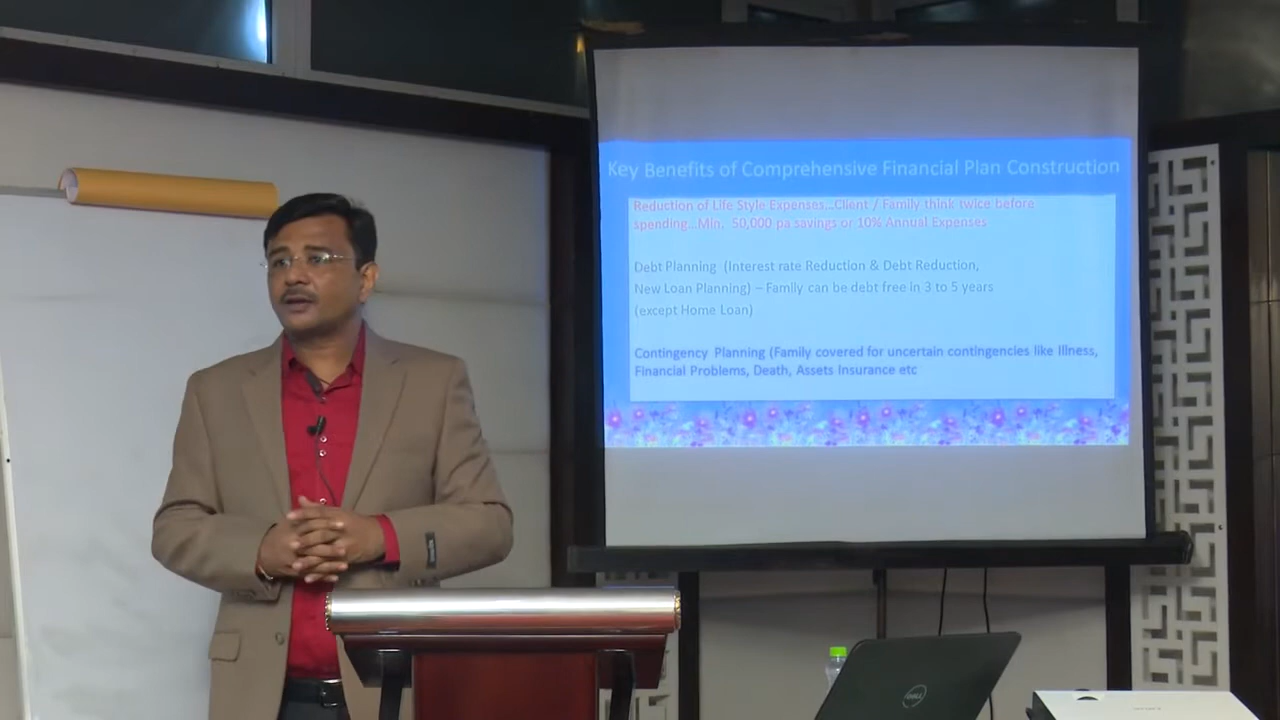 Key Benefits of Comprehensive Financial Plan Construction
Reduction of Life Style Expenses...Client / Family think twice before
spending...Min. 50,000 pa savings or 10% Annual Expenses
Debt Planning (Interest rate Reduction & Debt Reduction,
New Loan Planning) – Family can be debt free in 3 to 5 years
(except Home Loan)
Contingency Planning (Family covered for uncertain contingencies like Illness,
Financial Problems, Death, Assets Insurance etc
DELL